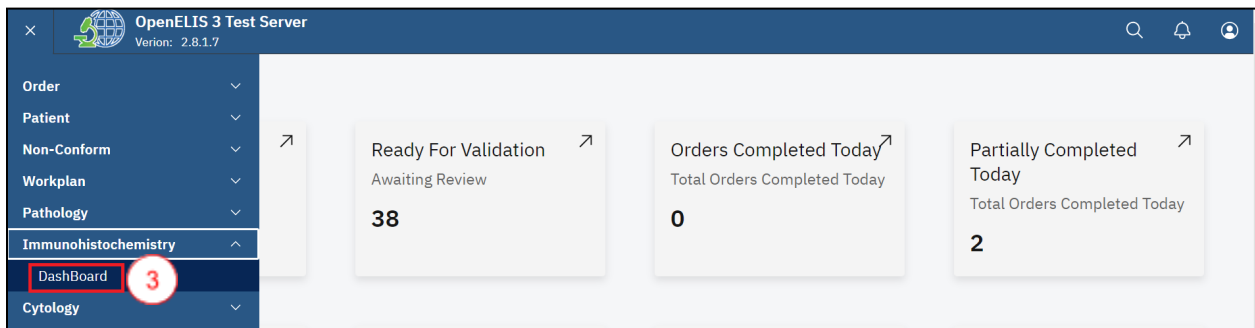 OpenELIS 3 Test Server
Verion: 2.8.1.7
Order
Patient
Non-Conform
Workplan
Pathology
Immunohistochemistry
DashBoard
3
Cytology
Ready For Validation
Awaiting Review
38
Orders Completed Today
Total Orders Completed Today
0
Partially Completed
Today
Total Orders Completed Today
2